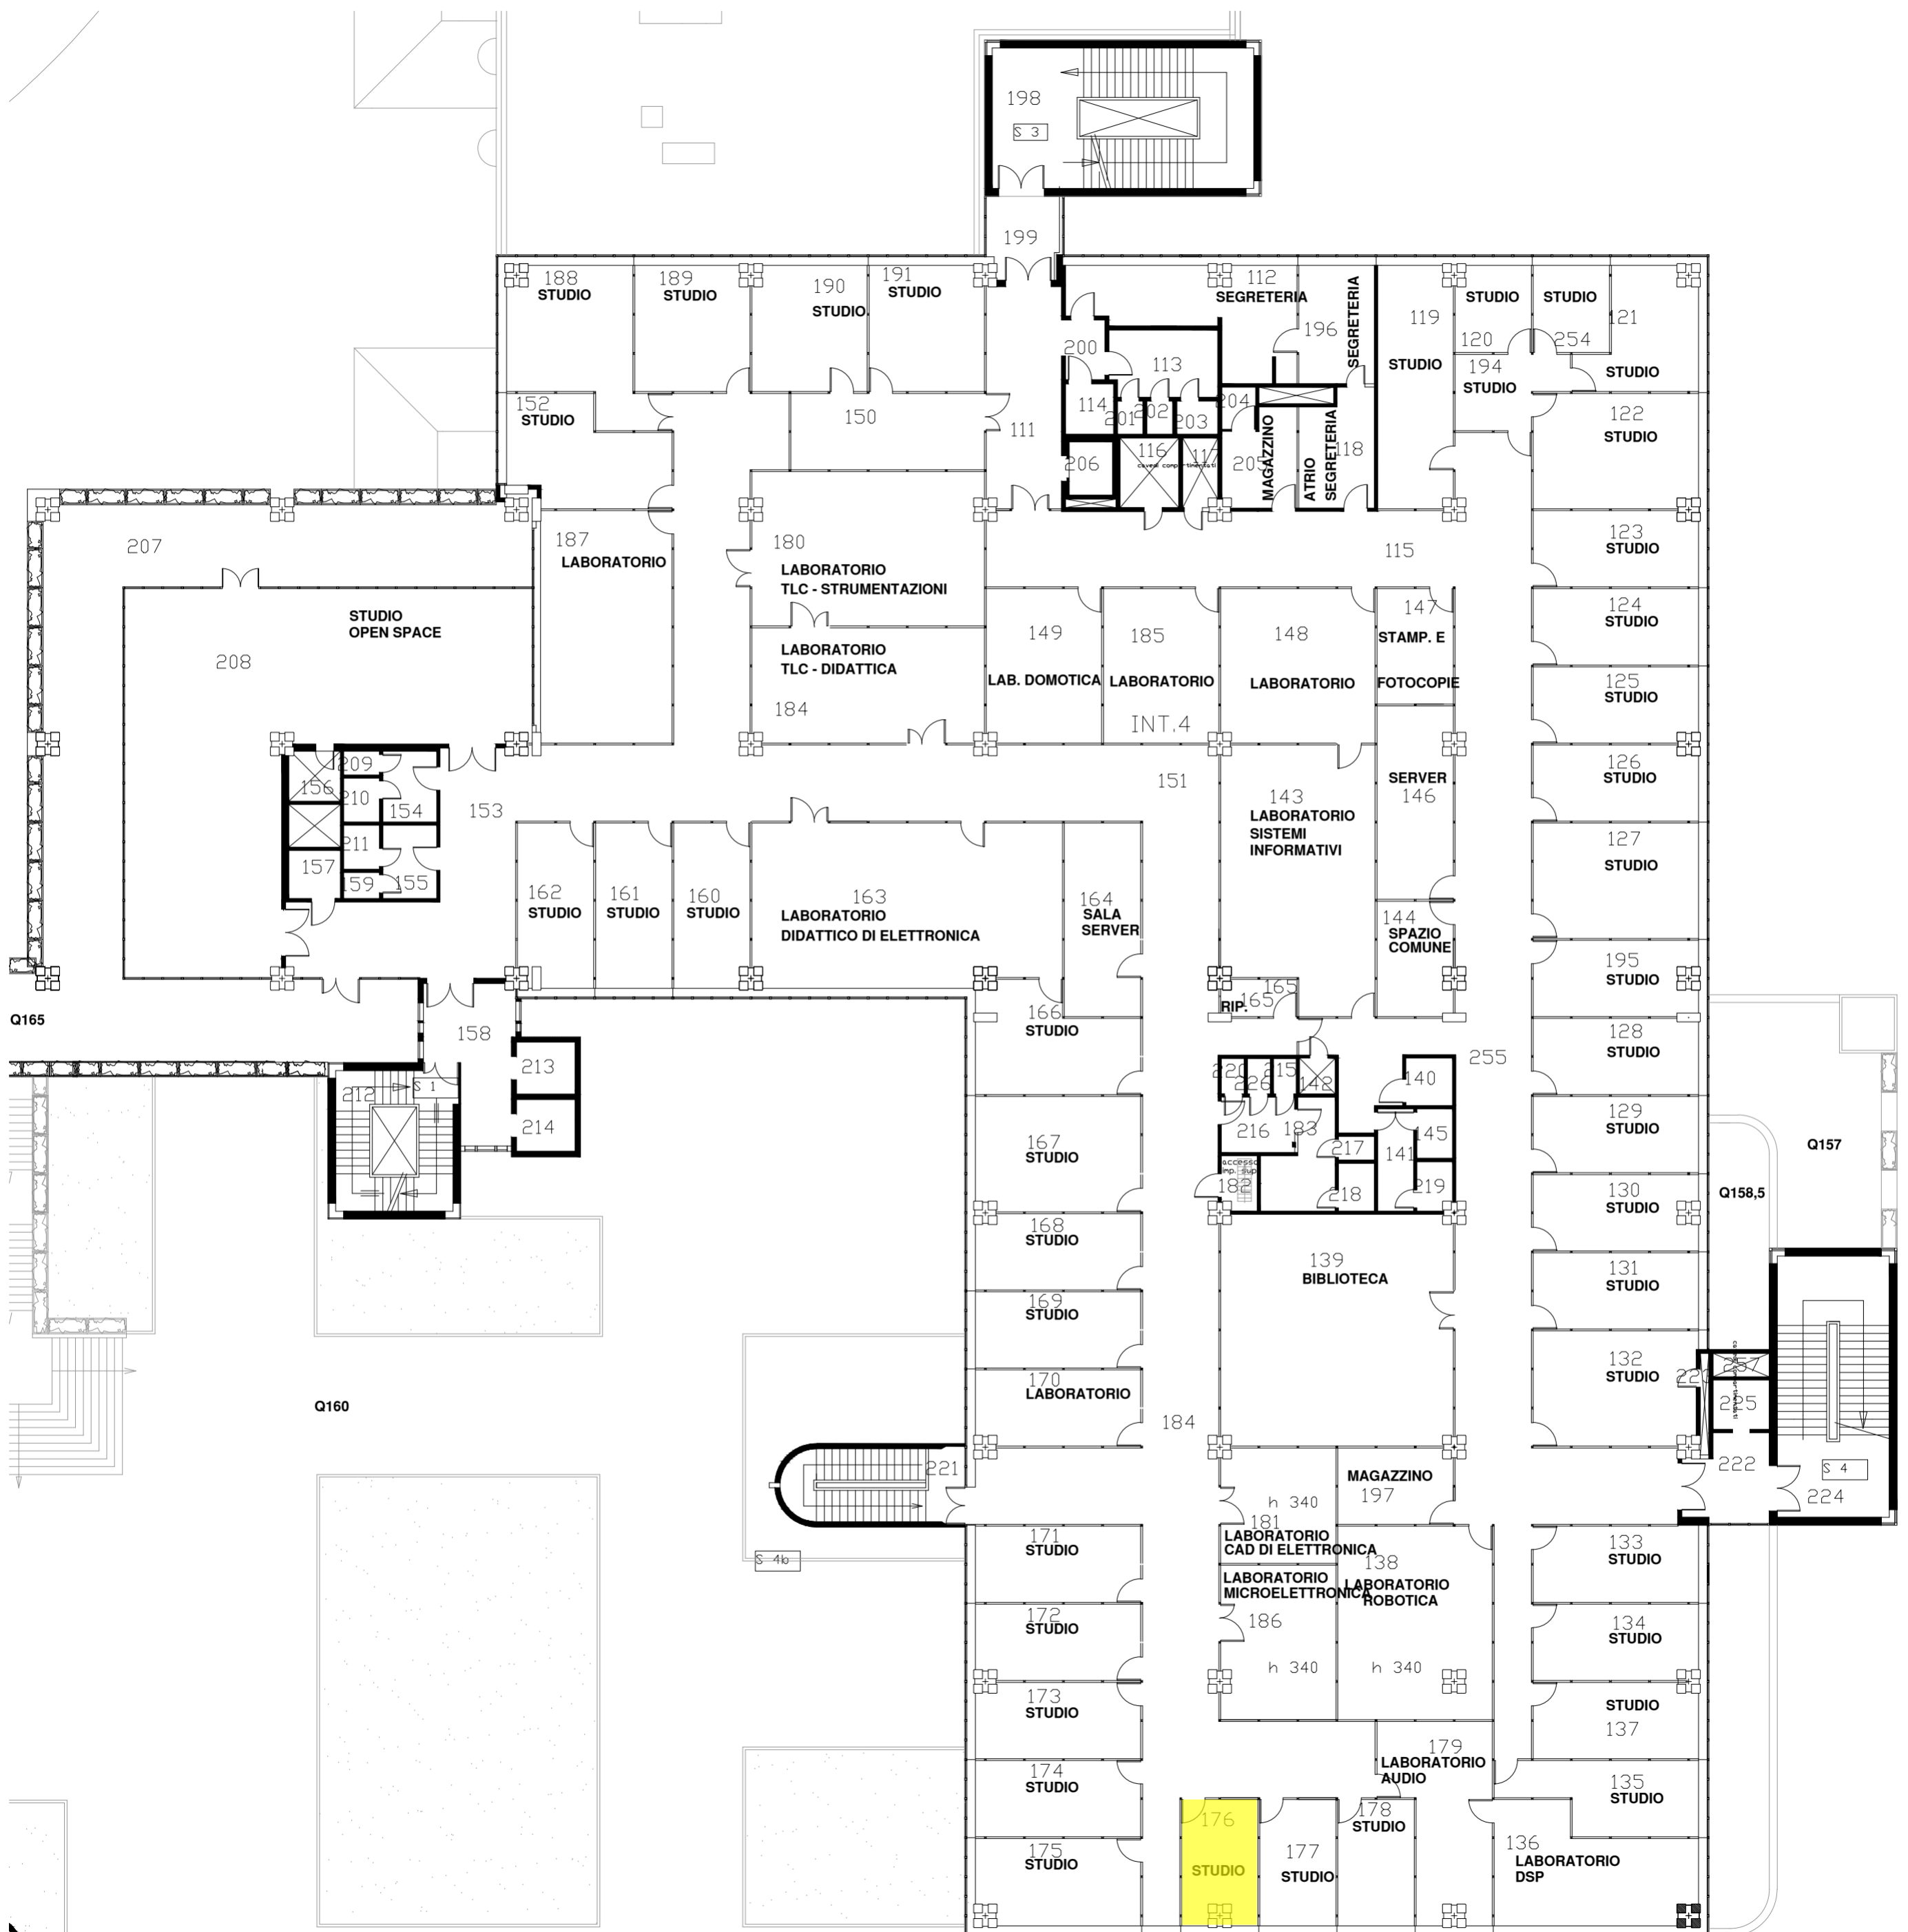 198
S 3
199
188
STUDIO
189
STUDIO
190
STUDIO
191
STUDIO
112
SEGRETERIA
196
SEGRETERIA
119
STUDIO
STUDIO
120
STUDIO
254
121
STUDIO
194
STUDIO
200
113
114
201
202
203
204
152
STUDIO
150
111
206
116
117
205
MAGAZZINO
ATRIO
SEGRETERIA
118
122
STUDIO
207
187
LABORATORIO
180
LABORATORIO
TLC - STRUMENTAZIONI
115
123
STUDIO
STUDIO
OPEN SPACE
208
LABORATORIO
TLC - DIDATTICA
184
149
LAB. DOMOTICA
185
LABORATORIO
INT.4
148
LABORATORIO
147
STAMP. E
FOTOCOPIE
124
STUDIO
125
STUDIO
209
156
210
154
153
211
157
159
155
151
143
LABORATORIO
SISTEMI
INFORMATIVI
SERVER
146
126
STUDIO
127
STUDIO
162
STUDIO
161
STUDIO
160
STUDIO
163
LABORATORIO
DIDATTICO DI ELETTRONICA
164
SALA
SERVER
144
SPAZIO
COMUNE
195
STUDIO
Q165
158
166
STUDIO
165
165
RIP.
128
STUDIO
255
213
212
S 1
214
220
226
215
142
140
216
183
217
145
141
accesso
182
218
219
167
STUDIO
129
STUDIO
Q157
168
STUDIO
130
STUDIO
Q158,5
139
BIBLIOTECA
169
STUDIO
131
STUDIO
170
LABORATORIO
132
STUDIO
225
Q160
184
221
222
S 4
224
h 340
181
LABORATORIO
CAD DI ELETTRONICA
MAGAZZINO
197
S 4b
171
STUDIO
133
STUDIO
LABORATORIO
MICROELETTRONICA
186
h 340
138
LABORATORIO
ROBOTICA
h 340
172
STUDIO
134
STUDIO
173
STUDIO
STUDIO
137
179
LABORATORIO
AUDIO
174
STUDIO
135
STUDIO
176
STUDIO
177
STUDIO
178
STUDIO
175
STUDIO
136
LABORATORIO
DSP